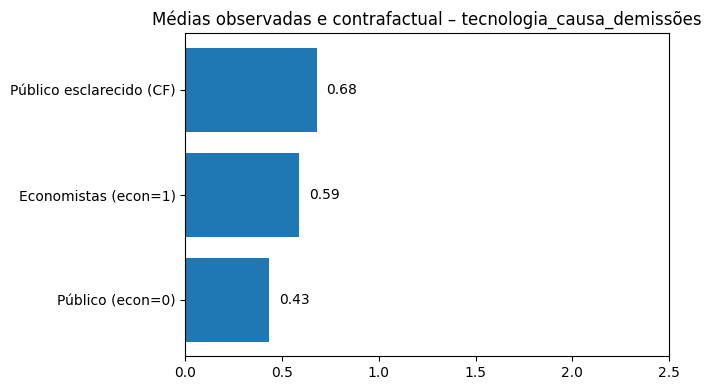 Médias observadas e contrafactual – tecnologia_causa_demissões
Público esclarecido (CF)
0.68
Economistas (econ=1)
0.59
Público (econ=0)
0.43
0.0 0.5 1.0 1.5 2.0 2.5